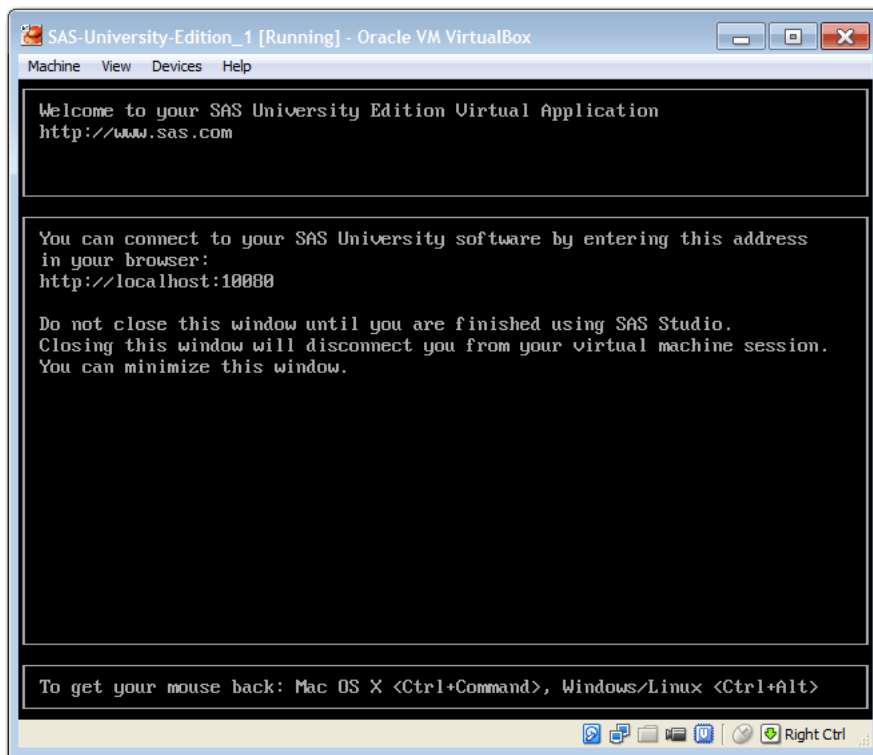 SAS-University-Edition_1 [Running] - Oracle VM VirtualBox
Machine View Devices Help
Welcome to your SAS University Edition Virtual Application
http://www.sas.com
You can connect to your SAS University software by entering this address
in your browser:
http://localhost:10080
Do not close this window until you are finished using SAS Studio.
Closing this window will disconnect you from your virtual machine session.
You can minimize this window.
To get your mouse back: Mac OS X <Ctrl+Command>, Windows/Linux <Ctrl+Alt>
Right Ctrl